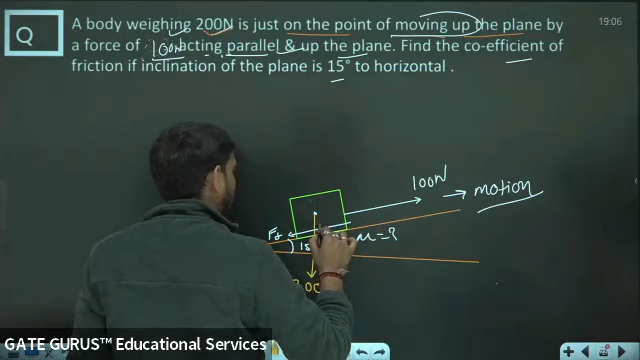 Q
A body weighing 200N is just on the point of moving up the plane by
a force of 100N acting parallel & up the plane. Find the co-efficient of
friction if inclination of the plane is 15° to horizontal .
19:06
100N
motion
15
μ=?
GATE GURUS™ Educational Services